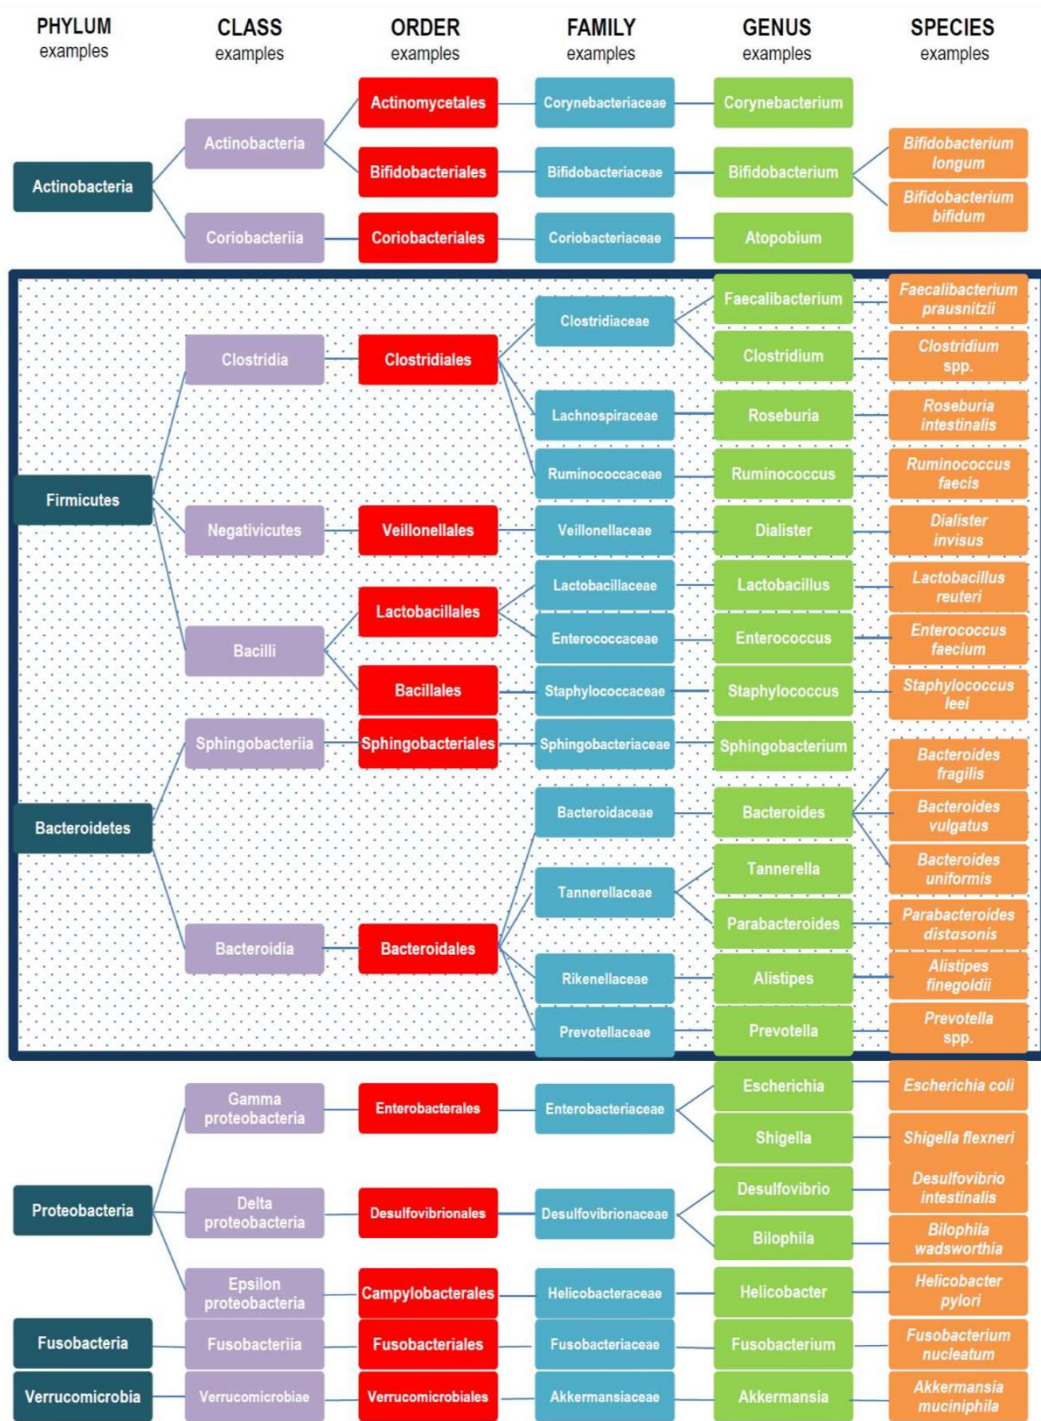 PHYLUM CLASS ORDER FAMILY GENUS SPECIES
examples examples examples examples examples examples
Actinomycetales Corynebacteriaceae Corynebacterium
Actinobacteria
Bifidobacterium
longum
Bifidobacteriales Bifidobacteriaceae Bifidobacterium
Actinobacteria
Bifidobacterium
bifidum
Coriobacteriia Coriobacteriales Coriobacteriaceae Atopobium
Faecalibacterium
Faecalibacterium
prausnitzii
Clostridiaceae
Clostridia Clostridiales Clostridium
Clostridium
spp.
Lachnospiraceae Roseburia
Roseburia
intestinalis
Ruminococcaceae Ruminococcus
Ruminococcus
faecis
Firmicutes
Negativicutes Veillonellales Veillonellaceae Dialister
Dialister
invisus
Lactobacillaceae Lactobacillus
Lactobacillus
reuteri
Lactobacillales
Enterococcaceae Enterococcus
Enterococcus
faecium
Bacilli
Bacillales Staphylococcaceae Staphylococcus
Staphylococcus
leei
Sphingobacteriia Sphingobacteriales Sphingobacteriaceae Sphingobacterium
Bacteroides
fragilis
Bacteroidetes
Bacteroidaceae Bacteroides
Bacteroides
vulgatus
Bacteroides
uniformis
Tannerella
Tannerellaceae
Parabacteroides
Parabacteroides
distasonis
Bacteroidia Bacteroidales
Rikenellaceae Alistipes
Alistipes
finegoldii
Prevotellaceae Prevotella
Prevotella
spp.
Escherichia Escherichia coli
Gamma
proteobacteria
Enterobacterales Enterobacteriaceae
Shigella Shigella flexneri
Desulfovibrio
Desulfovibrio
intestinalis
Proteobacteria
Delta
proteobacteria
Desulfovibrionales Desulfovibrionaceae
Bilophila
Bilophila
wadsworthia
Epsilon
proteobacteria
Campylobacterales Helicobacteraceae Helicobacter
Helicobacter
pylori
Fusobacteria Fusobacteriia Fusobacteriales Fusobacteriaceae Fusobacterium
Fusobacterium
nucleatum
Verrucomicrobia Verrucomicrobiae Verrucomicrobiales Akkermansiaceae Akkermansia
Akkermansia
muciniphila